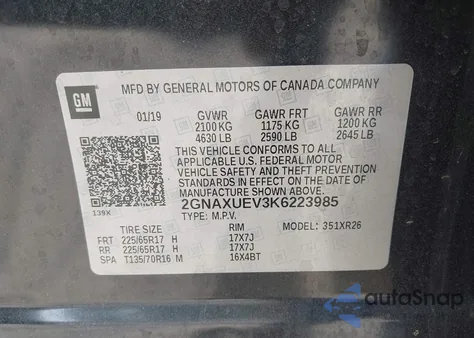 GM
MFD BY GENERAL MOTORS OF CANADA COMPANY
01/19 GVWR GAWR FRT GAWR RR
2100 KG 1175 KG 1200 KG
4630 LB 2590 LB 2645 LB
THIS VEHICLE CONFORMS TO ALL
APPLICABLE U.S. FEDERAL MOTOR
VEHICLE SAFETY AND THEFT
PREVENTION STANDARDS IN EFFECT ON
THE DATE OF MANUFACTURE SHOWN ABOVE.
2GNAXUEV3K6223985
139X TYPE: M.P.V. MODEL: 351XR26
TIRE SIZE RIM
FRT 225/65R17 H 17X7J
RR 225/65R17 H 17X7J
SPA T135/70R16 M 16X4BT
autoSnap